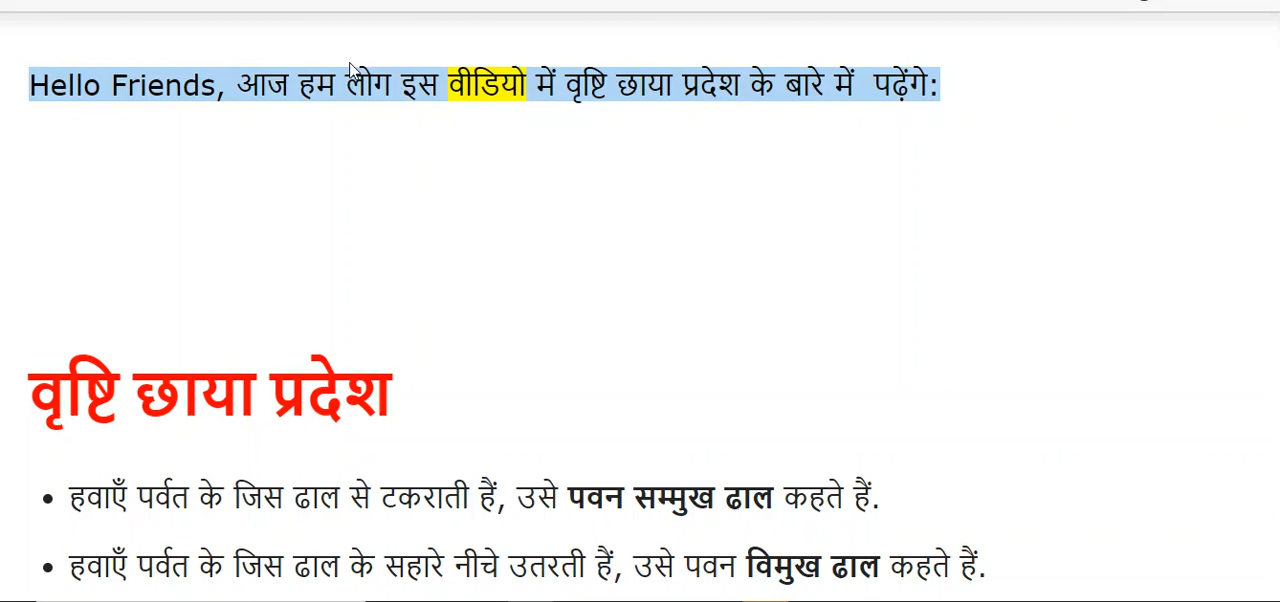 Hello Friends, आज हम लोग इस वीडियो में वृष्टि छाया प्रदेश के बारे में पढ़ेंगे:
वृष्टि छाया प्रदेश
• हवाएँ पर्वत के जिस ढाल से टकराती हैं, उसे पवन सम्मुख ढाल कहते हैं.
• हवाएँ पर्वत के जिस ढाल के सहारे नीचे उतरती हैं, उसे पवन विमुख ढाल कहते हैं.